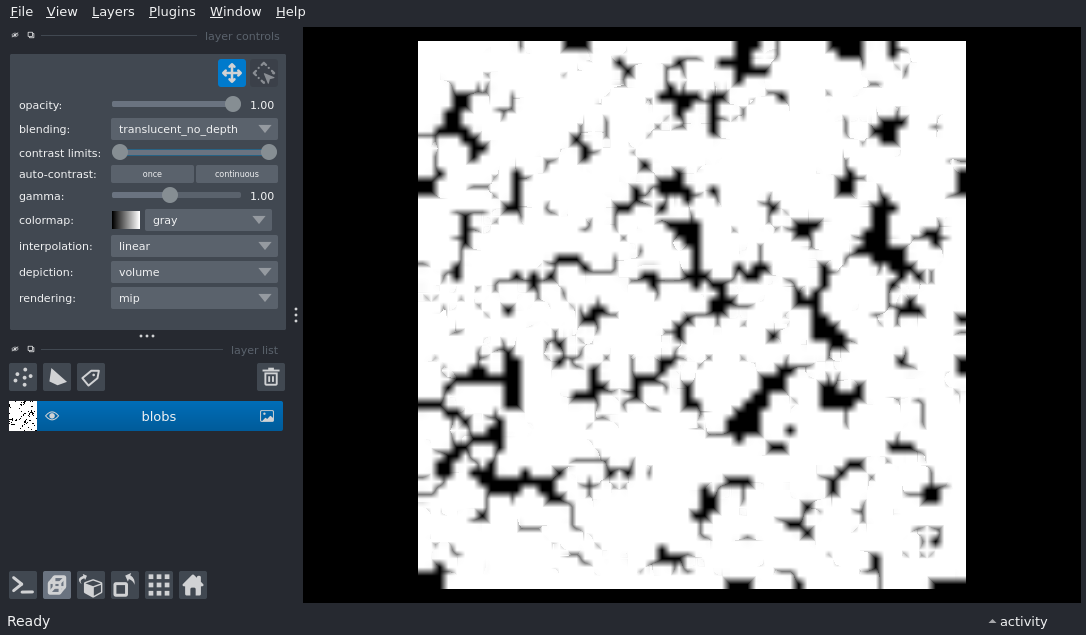 File View Layers Plugins Window Help
layer controls
opacity: 1.00
blending: translucent_no_depth
contrast limits:
auto-contrast: once continuous
gamma: 1.00
colormap: gray
interpolation: linear
depiction: volume
rendering: mip
layer list
blobs
Ready
activity